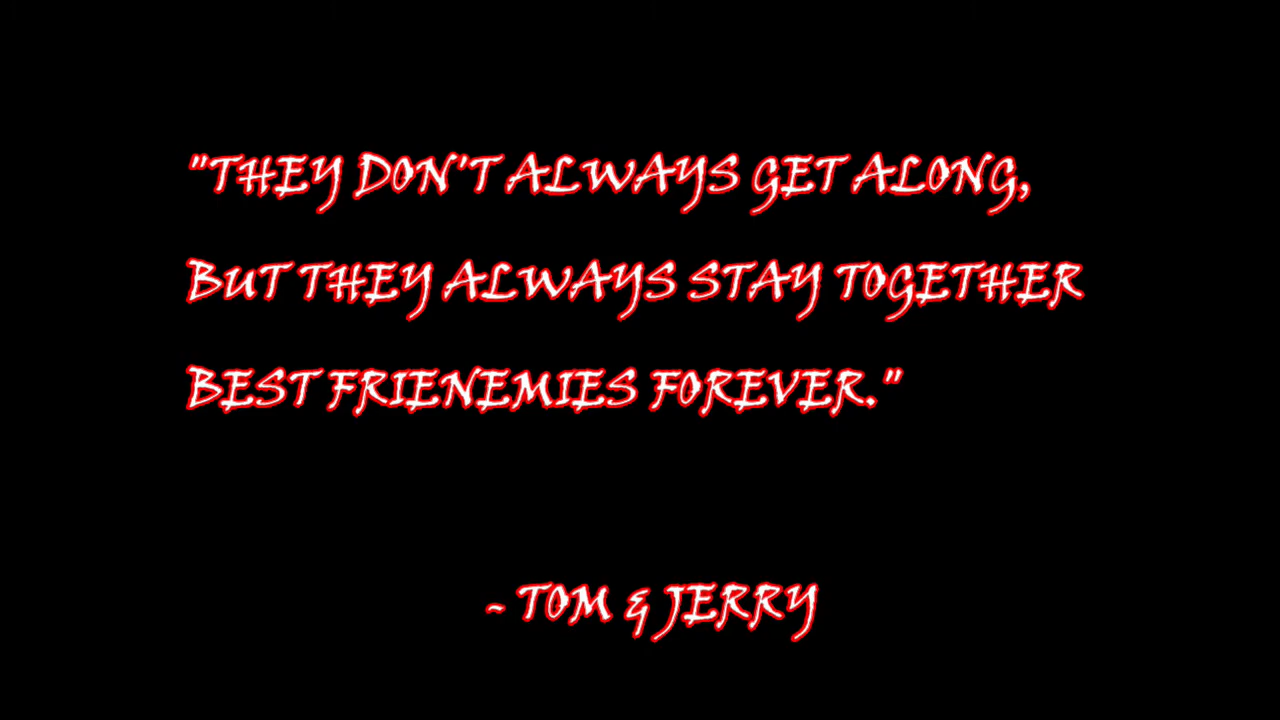 "THEY DON'T ALWAYS GET ALONG,
BUT THEY ALWAYS STAY TOGETHER
BEST FRIENEMIES FOREVER."
- TOM & JERRY